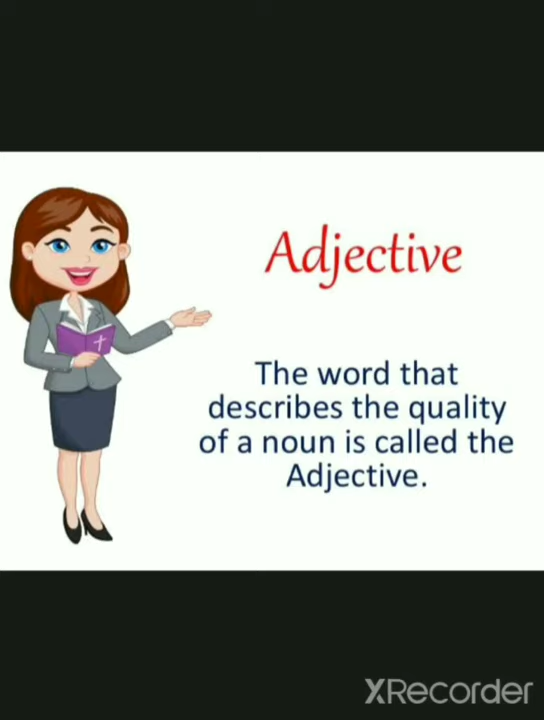 Adjective
The word that
describes the quality
of a noun is called the
Adjective.
XRecorder